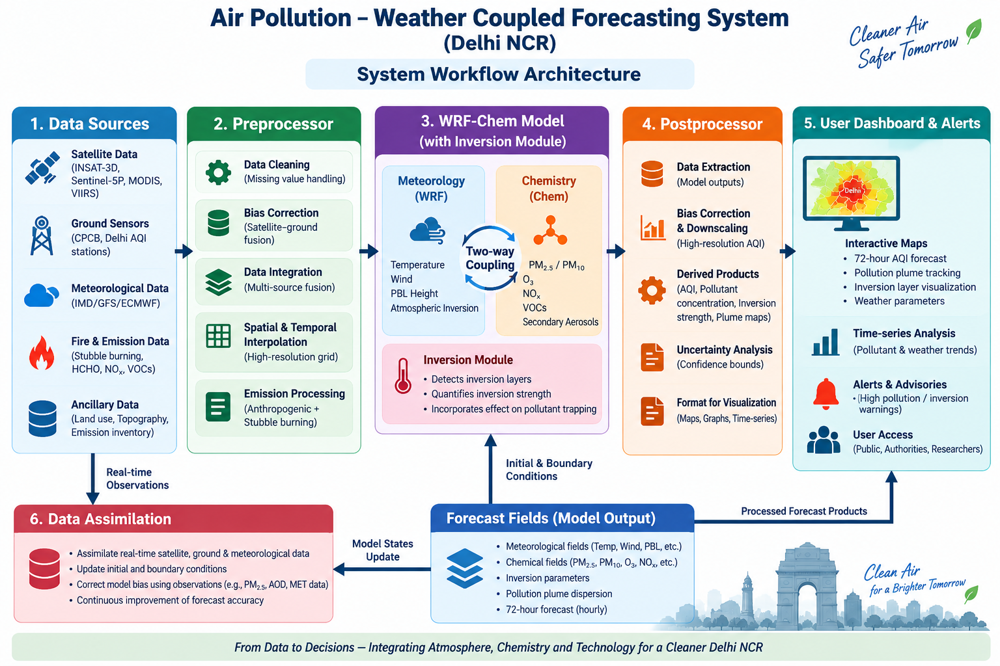 Air Pollution – Weather Coupled Forecasting System
(Delhi NCR)
System Workflow Architecture
Cleaner Air
Safer Tomorrow
1. Data Sources
Satellite Data
(INSAT-3D,
Sentinel-5P, MODIS,
VIIRS)
Ground Sensors
(CPCB, Delhi AQI
stations)
Meteorological Data
(IMD/GFS/ECMWF)
Fire & Emission Data
(Stubble burning,
HCHO, NOₓ, VOCs)
Ancillary Data
(Land use, Topography,
Emission inventory)
2. Preprocessor
Data Cleaning
(Missing value handling)
Bias Correction
(Satellite–ground
fusion)
Data Integration
(Multi-source fusion)
Spatial & Temporal
Interpolation
(High-resolution grid)
Emission Processing
(Anthropogenic +
Stubble burning)
3. WRF-Chem Model
(with Inversion Module)
Meteorology
(WRF)
Temperature
Wind
PBL Height
Atmospheric Inversion
Two-way
Coupling
Chemistry
(Chem)
PM₂.₅ / PM₁₀
O₃
NOₓ
VOCs
Secondary Aerosols
Inversion Module
• Detects inversion layers
• Quantifies inversion strength
• Incorporates effect on pollutant trapping
4. Postprocessor
Data Extraction
(Model outputs)
Bias Correction
& Downscaling
(High-resolution AQI)
Derived Products
(AQI, Pollutant
concentration, Inversion
strength, Plume maps)
Uncertainty Analysis
(Confidence bounds)
Format for Visualization
(Maps, Graphs, Time-series)
5. User Dashboard & Alerts
Delhi
Interactive Maps
• 72-hour AQI forecast
• Pollution plume tracking
• Inversion layer visualization
• Weather parameters
Time-series Analysis
(Pollutant & weather trends)
Alerts & Advisories
• (High pollution / inversion
warnings)
User Access
(Public, Authorities, Researchers)
Real-time
Observations
Initial & Boundary
Conditions
Processed Forecast Products
6. Data Assimilation
• Assimilate real-time satellite, ground & meteorological data
• Update initial and boundary conditions
• Correct model bias using observations (e.g., PM₂.₅, AOD, MET data)
• Continuous improvement of forecast accuracy
Model States
Update
Forecast Fields (Model Output)
• Meteorological fields (Temp, Wind, PBL, etc.)
• Chemical fields (PM₂.₅, PM₁₀, O₃, NOₓ, etc.)
• Inversion parameters
• Pollution plume dispersion
• 72-hour forecast (hourly)
Clean Air
for a Brighter Tomorrow
From Data to Decisions — Integrating Atmosphere, Chemistry and Technology for a Cleaner Delhi NCR